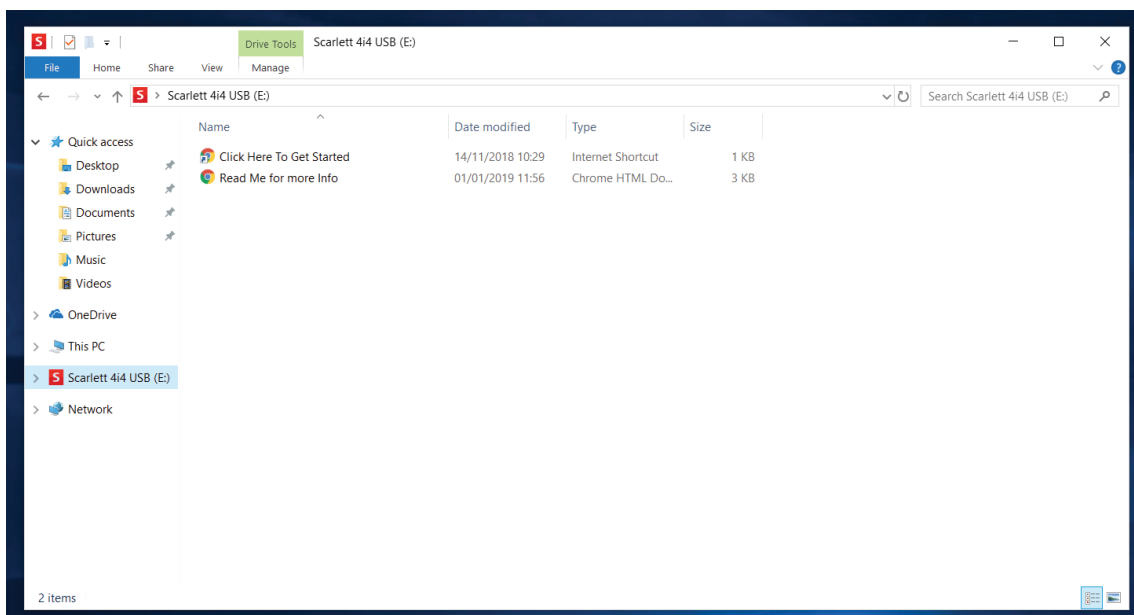 S Drive Tools Scarlett 4i4 USB (E:)
File Home Share View Manage ?
S > Scarlett 4i4 USB (E:) Search Scarlett 4i4 USB (E:)
Name Date modified Type Size
Quick access
Click Here To Get Started 14/11/2018 10:29 Internet Shortcut 1 KB
Desktop
Read Me for more Info 01/01/2019 11:56 Chrome HTML Do... 3 KB
Downloads
Documents
Pictures
Music
Videos
OneDrive
This PC
S Scarlett 4i4 USB (E:)
Network
2 items